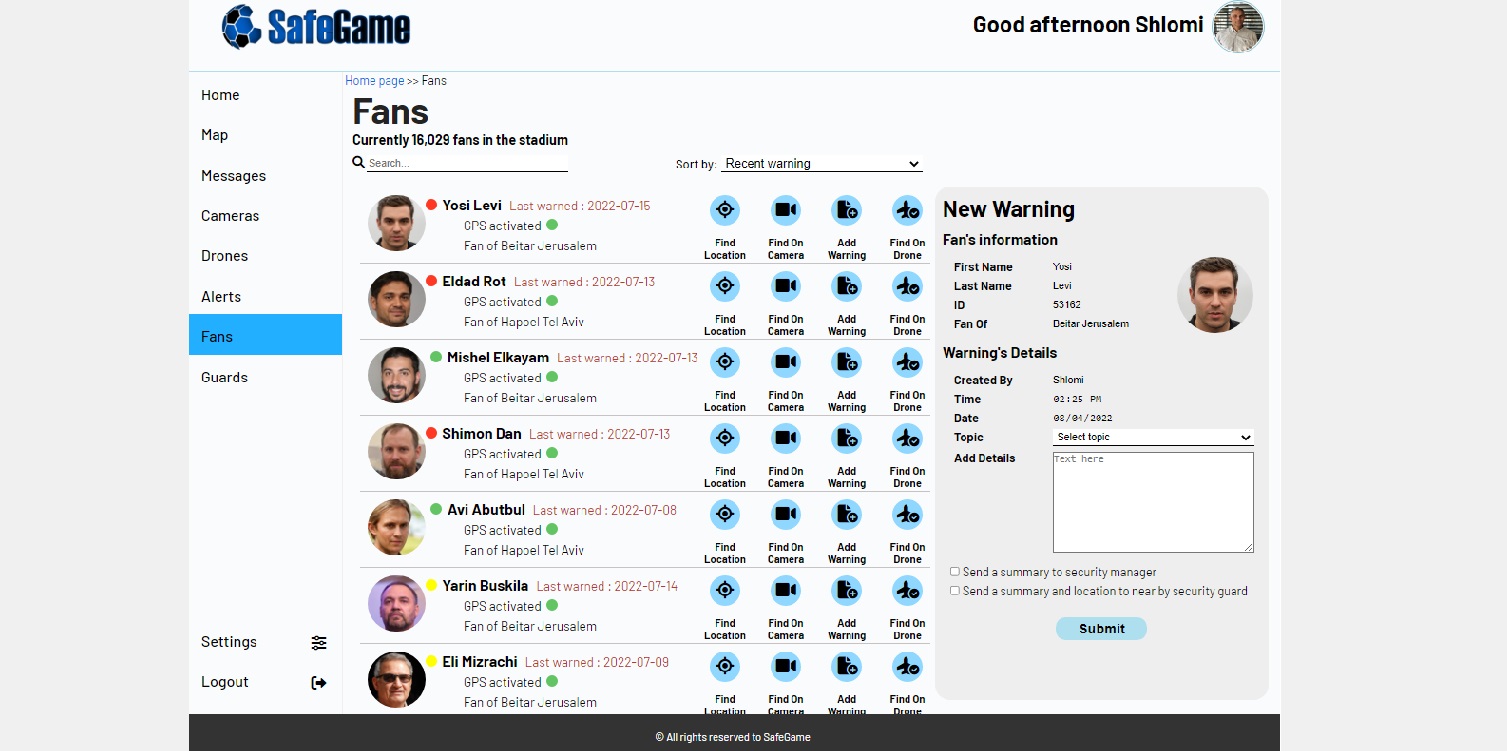 SafeGame
Good afternoon Shlomi
Home
Map
Messages
Cameras
Drones
Alerts
Fans
Guards
Settings
Logout
Home page >> Fans
Fans
Currently 16,029 fans in the stadium
Search...
Sort by: Recent warning
Yosi Levi Last warned : 2022-07-15
GPS activated
Fan of Beitar Jerusalem
Find Location
Find On Camera
Add Warning
Find On Drone
Eldad Rot Last warned : 2022-07-13
GPS activated
Fan of Happel Tel Aviv
Find Location
Find On Camera
Add Warning
Find On Drone
Mishel Elkayam Last warned : 2022-07-13
GPS activated
Fan of Beitar Jerusalem
Find Location
Find On Camera
Add Warning
Find On Drone
Shimon Dan Last warned : 2022-07-13
GPS activated
Fan of Happel Tel Aviv
Find Location
Find On Camera
Add Warning
Find On Drone
Avi Abutbul Last warned : 2022-07-08
GPS activated
Fan of Happel Tel Aviv
Find Location
Find On Camera
Add Warning
Find On Drone
Yarin Buskila Last warned : 2022-07-14
GPS activated
Fan of Beitar Jerusalem
Find Location
Find On Camera
Add Warning
Find On Drone
Eli Mizrachi Last warned : 2022-07-09
GPS activated
Fan of Beitar Jerusalem
Find Location
Find On Camera
Add Warning
Find On Drone
New Warning
Fan's information
First Name Yosi
Last Name Levi
ID 53162
Fan Of Beitar Jerusalem
Warning's Details
Created By Shlomi
Time 02:25 PM
Date 08/04/2022
Topic Select topic
Add Details Text here
Send a summary to security manager
Send a summary and location to near by security guard
Submit
© All rights reserved to SafeGame